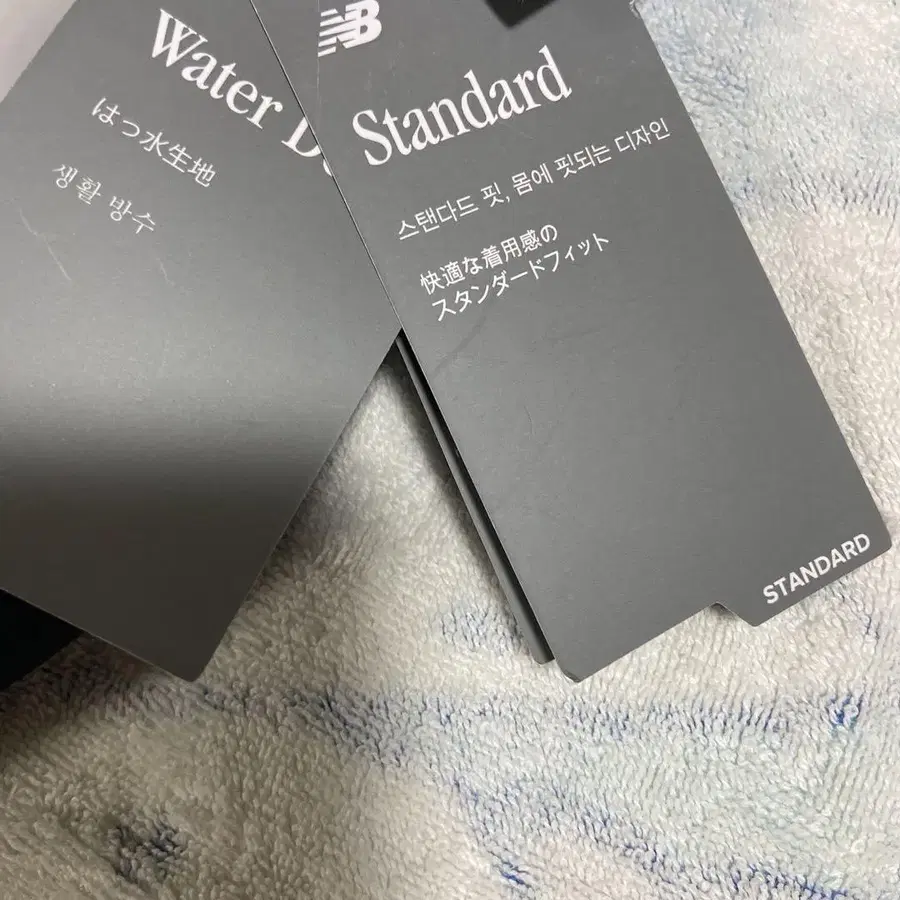 Water
はっ水生地
생활 방수
NB
Standard
스탠다드 핏, 몸에 핏되는 디자인
快適な着用感の
スタンダードフィット
STANDARD